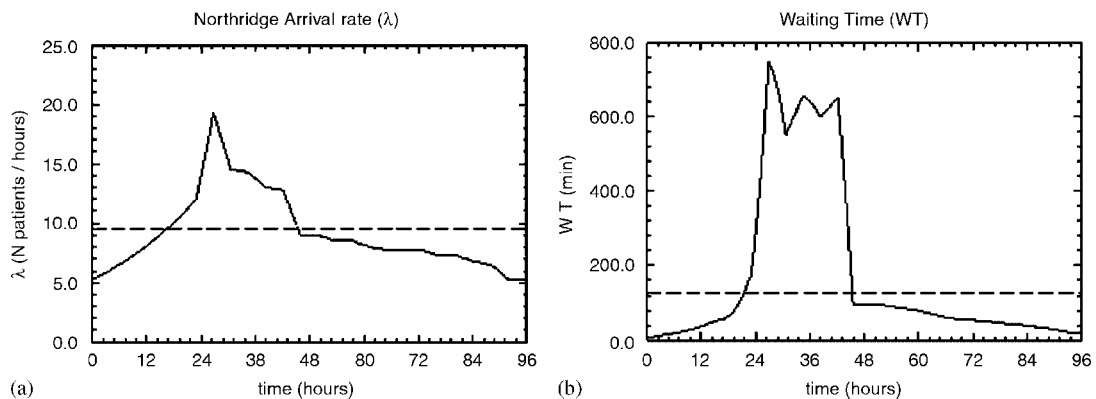 Northridge Arrival rate (λ)
25.0
20.0
15.0
10.0
5.0
0.0
λ (N patients / hours)
0 12 24 36 48 60 72 84 96
(a) time (hours)
Waiting Time (WT)
800.0
600.0
400.0
200.0
0.0
W T (min)
0 12 24 36 48 60 72 84 96
(b) time (hours)